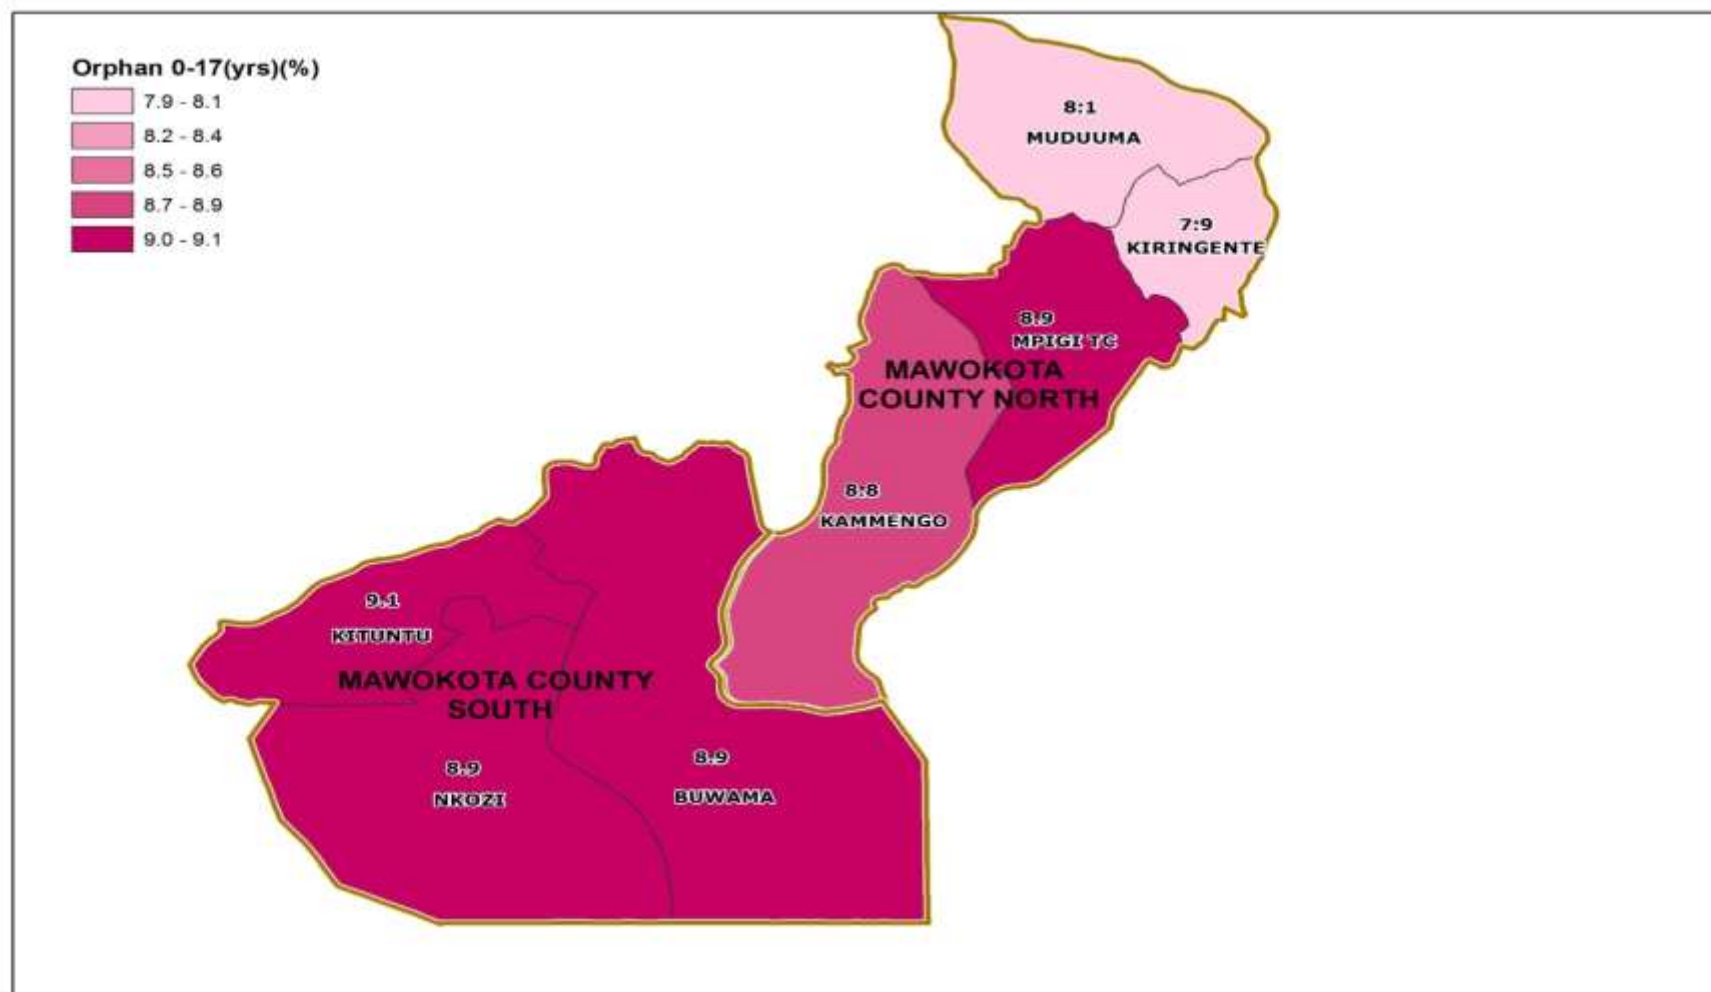 Orphan 0-17(yrs)(%)
7.9 - 8.1
8.2 - 8.4
8.5 - 8.6
8.7 - 8.9
9.0 - 9.1
8:1
MUDUUMA
7:9
KIRINGENTE
8.9
MPIGI TC
MAWOKOTA
COUNTY NORTH
8:8
KAMMENGO
9.1
KITUNTU
MAWOKOTA COUNTY
SOUTH
8.9
NKOZI
8.9
BUWAMA